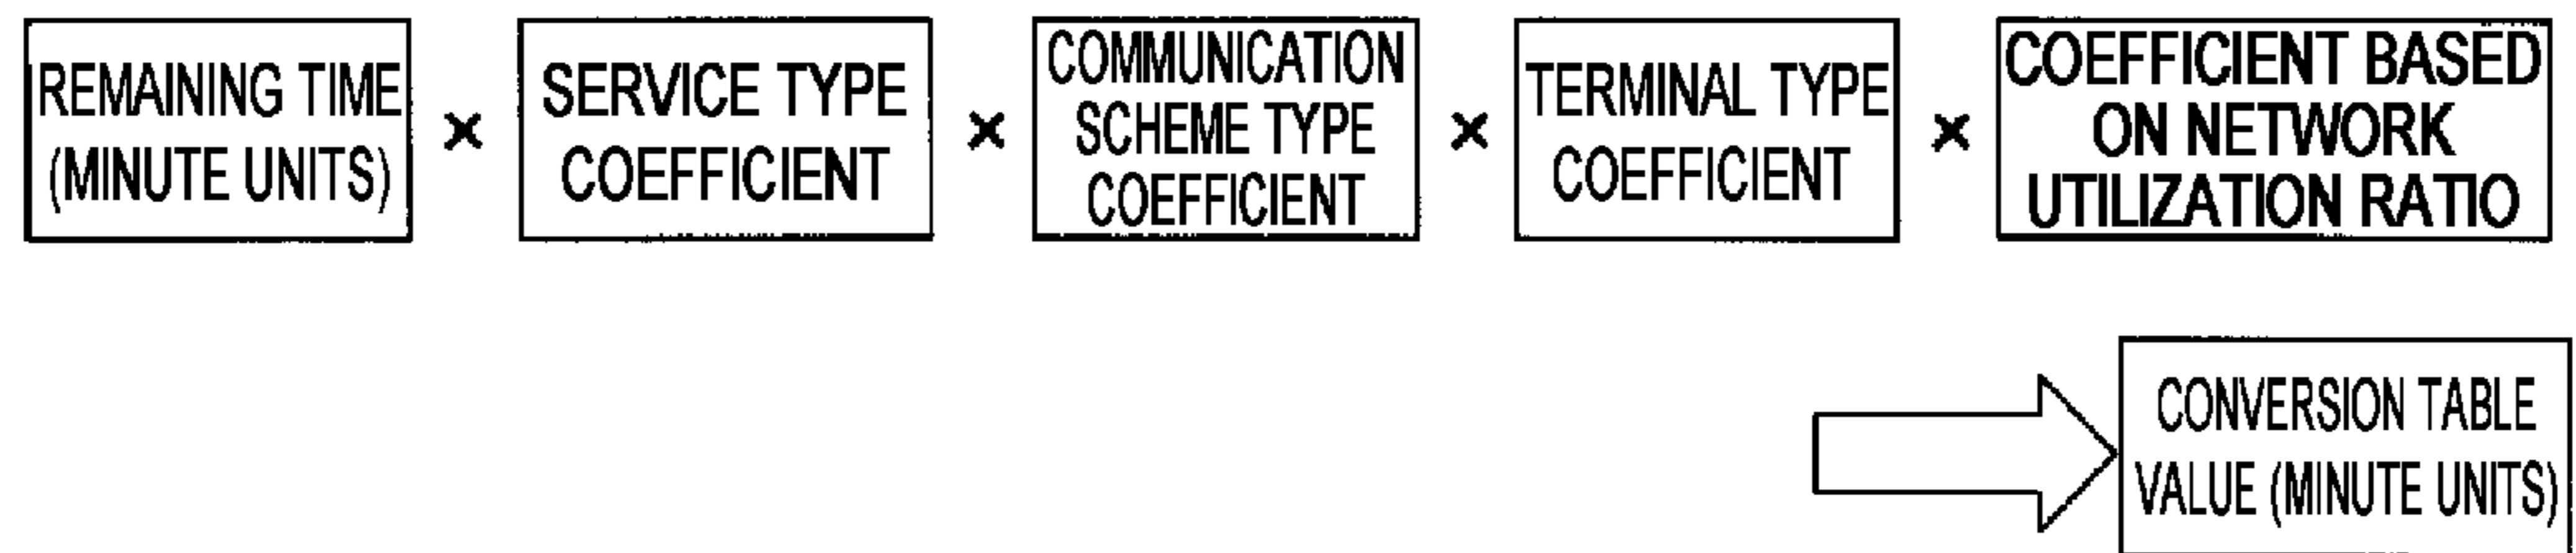 REMAINING TIME
(MINUTE UNITS)
×
SERVICE TYPE
COEFFICIENT
×
COMMUNICATION
SCHEME TYPE
COEFFICIENT
×
TERMINAL TYPE
COEFFICIENT
×
COEFFICIENT BASED
ON NETWORK
UTILIZATION RATIO
CONVERSION TABLE
VALUE (MINUTE UNITS)